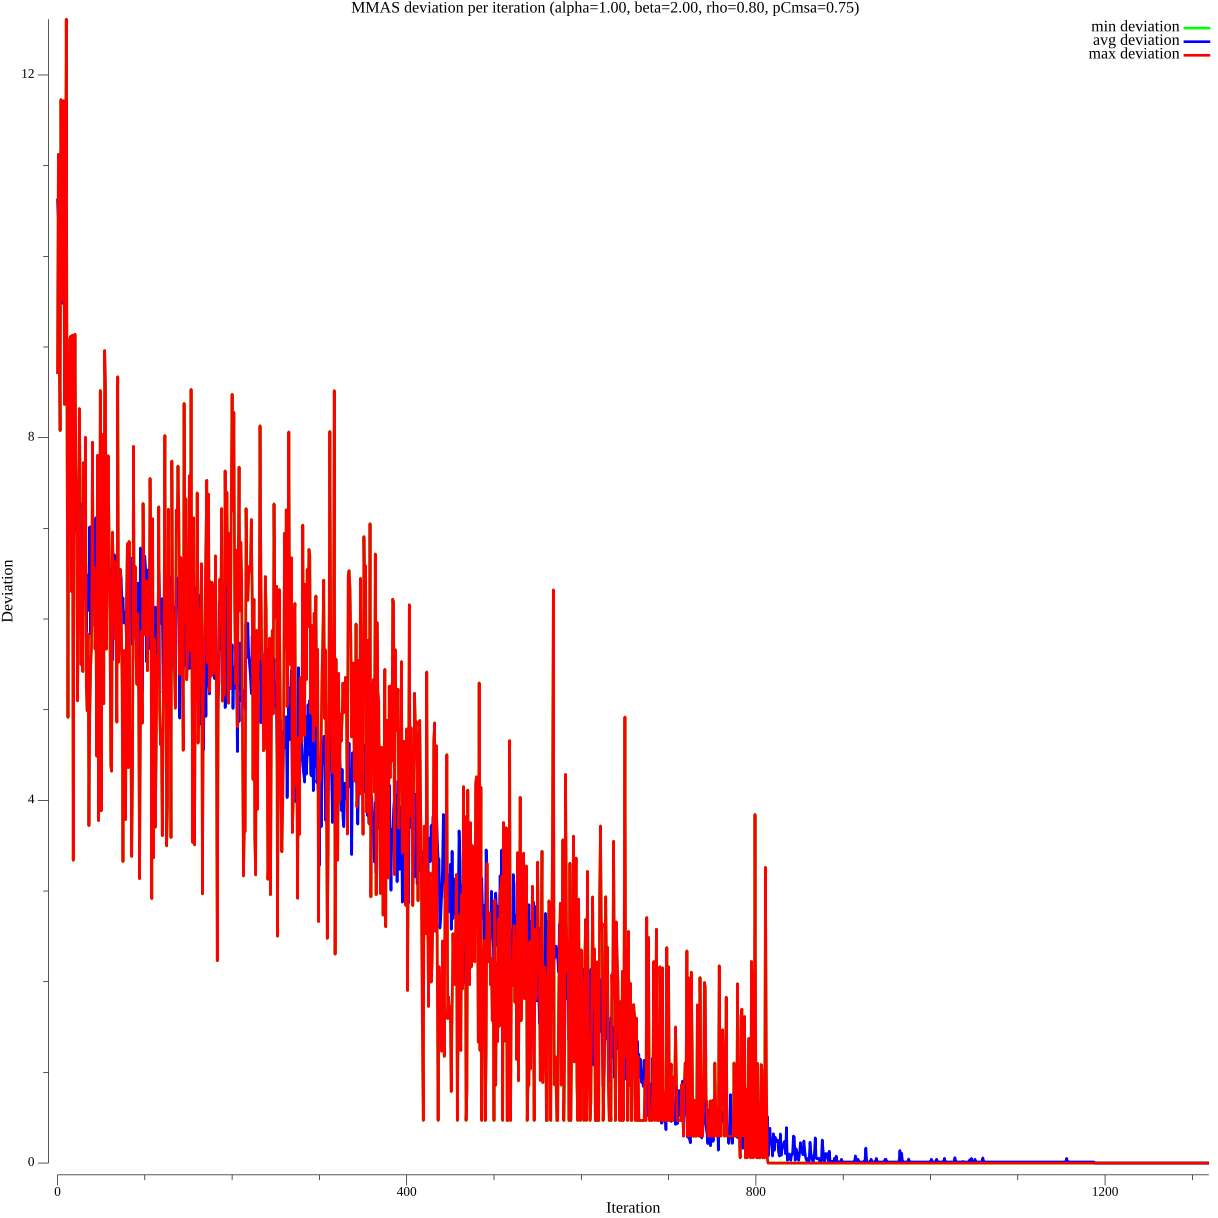 MMAS deviation per iteration (alpha=1.00, beta=2.00, rho=0.80, pCmsa=0.75)
min deviation
avg deviation
max deviation
12
8
4
0
Deviation
0 400 800 1200
Iteration